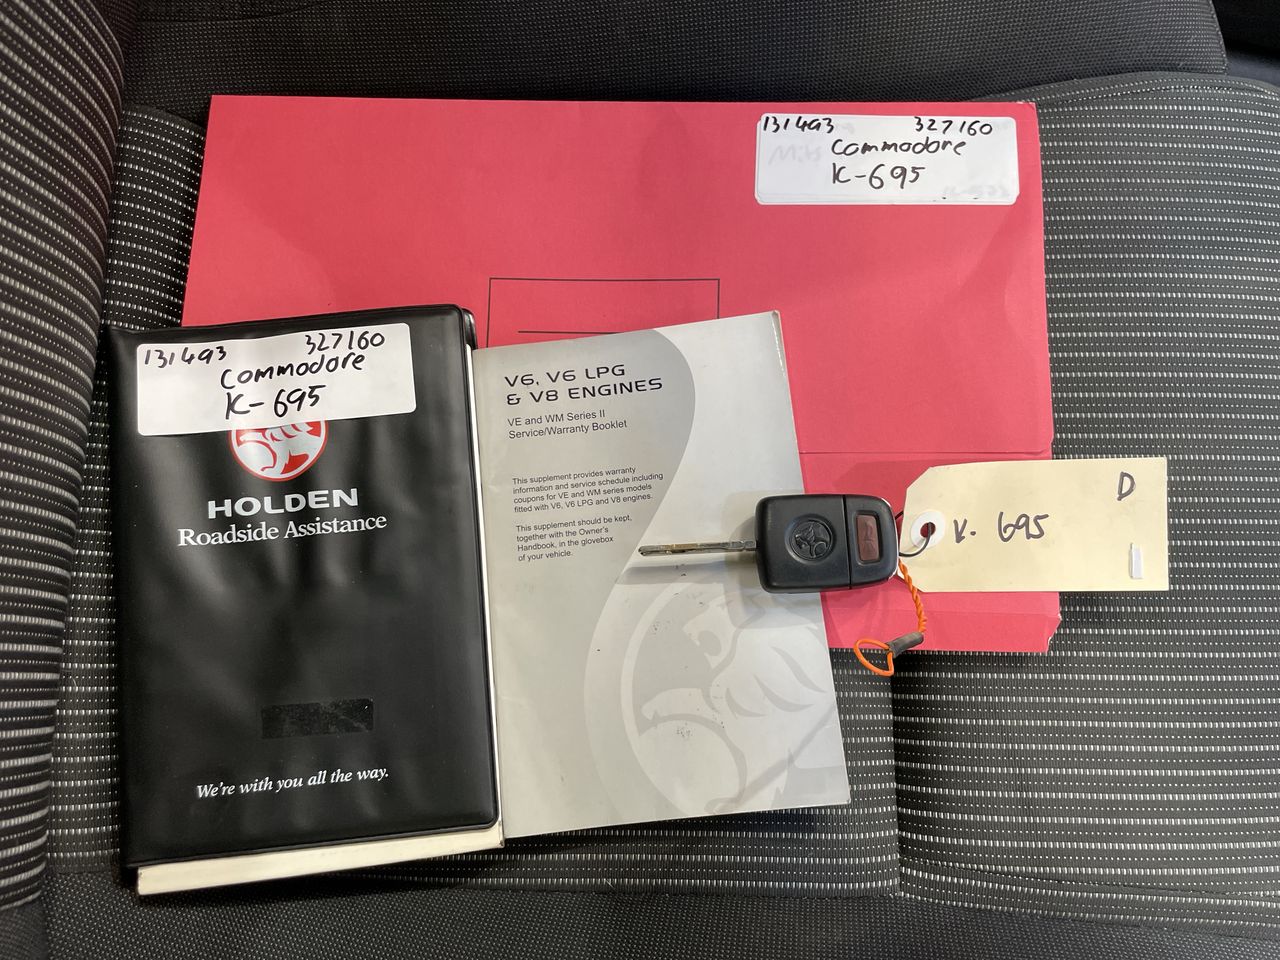 131493 327160
Commodore
K-695
131493 327160
Commodore
K-695
HOLDEN
Roadside Assistance
We're with you all the way.
V6, V6 LPG
& V8 ENGINES
VE and WM Series II
Service/Warranty Booklet
This supplement provides warranty
information and service schedule including
coupons for VE and WM series models
fitted with V6, V6 LPG and V8 engines.
This supplement should be kept,
together with the Owner's
Handbook, in the glovebox
of your vehicle.
D
K. 695